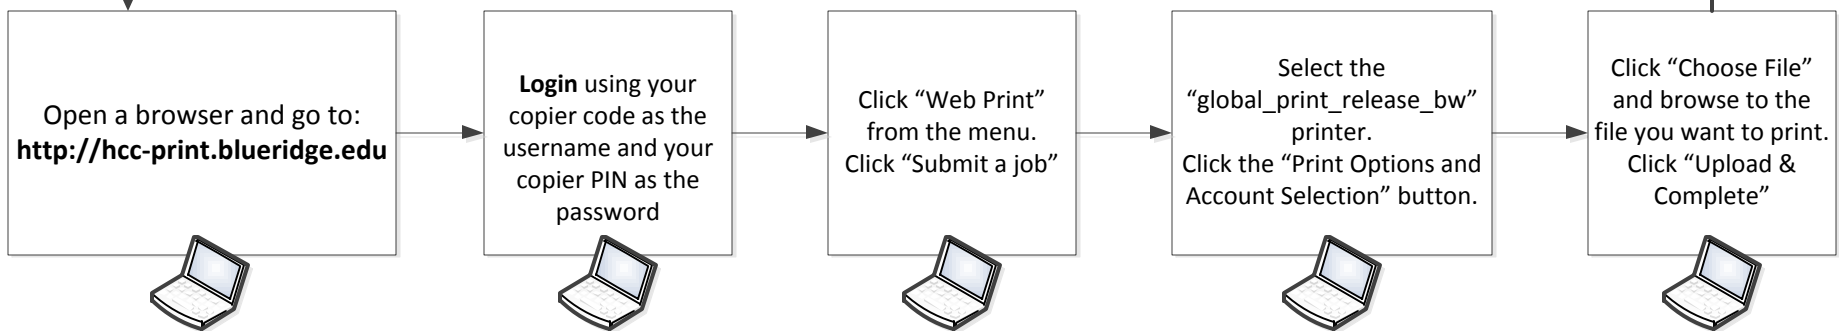 Open a browser and go to:
http://hcc-print.blueridge.edu
Login using your
copier code as the
username and your
copier PIN as the
password
Click “Web Print”
from the menu.
Click “Submit a job”
Select the
“global_print_release_bw”
printer.
Click the “Print Options and
Account Selection” button.
Click “Choose File”
and browse to the
file you want to print.
Click “Upload &
Complete”